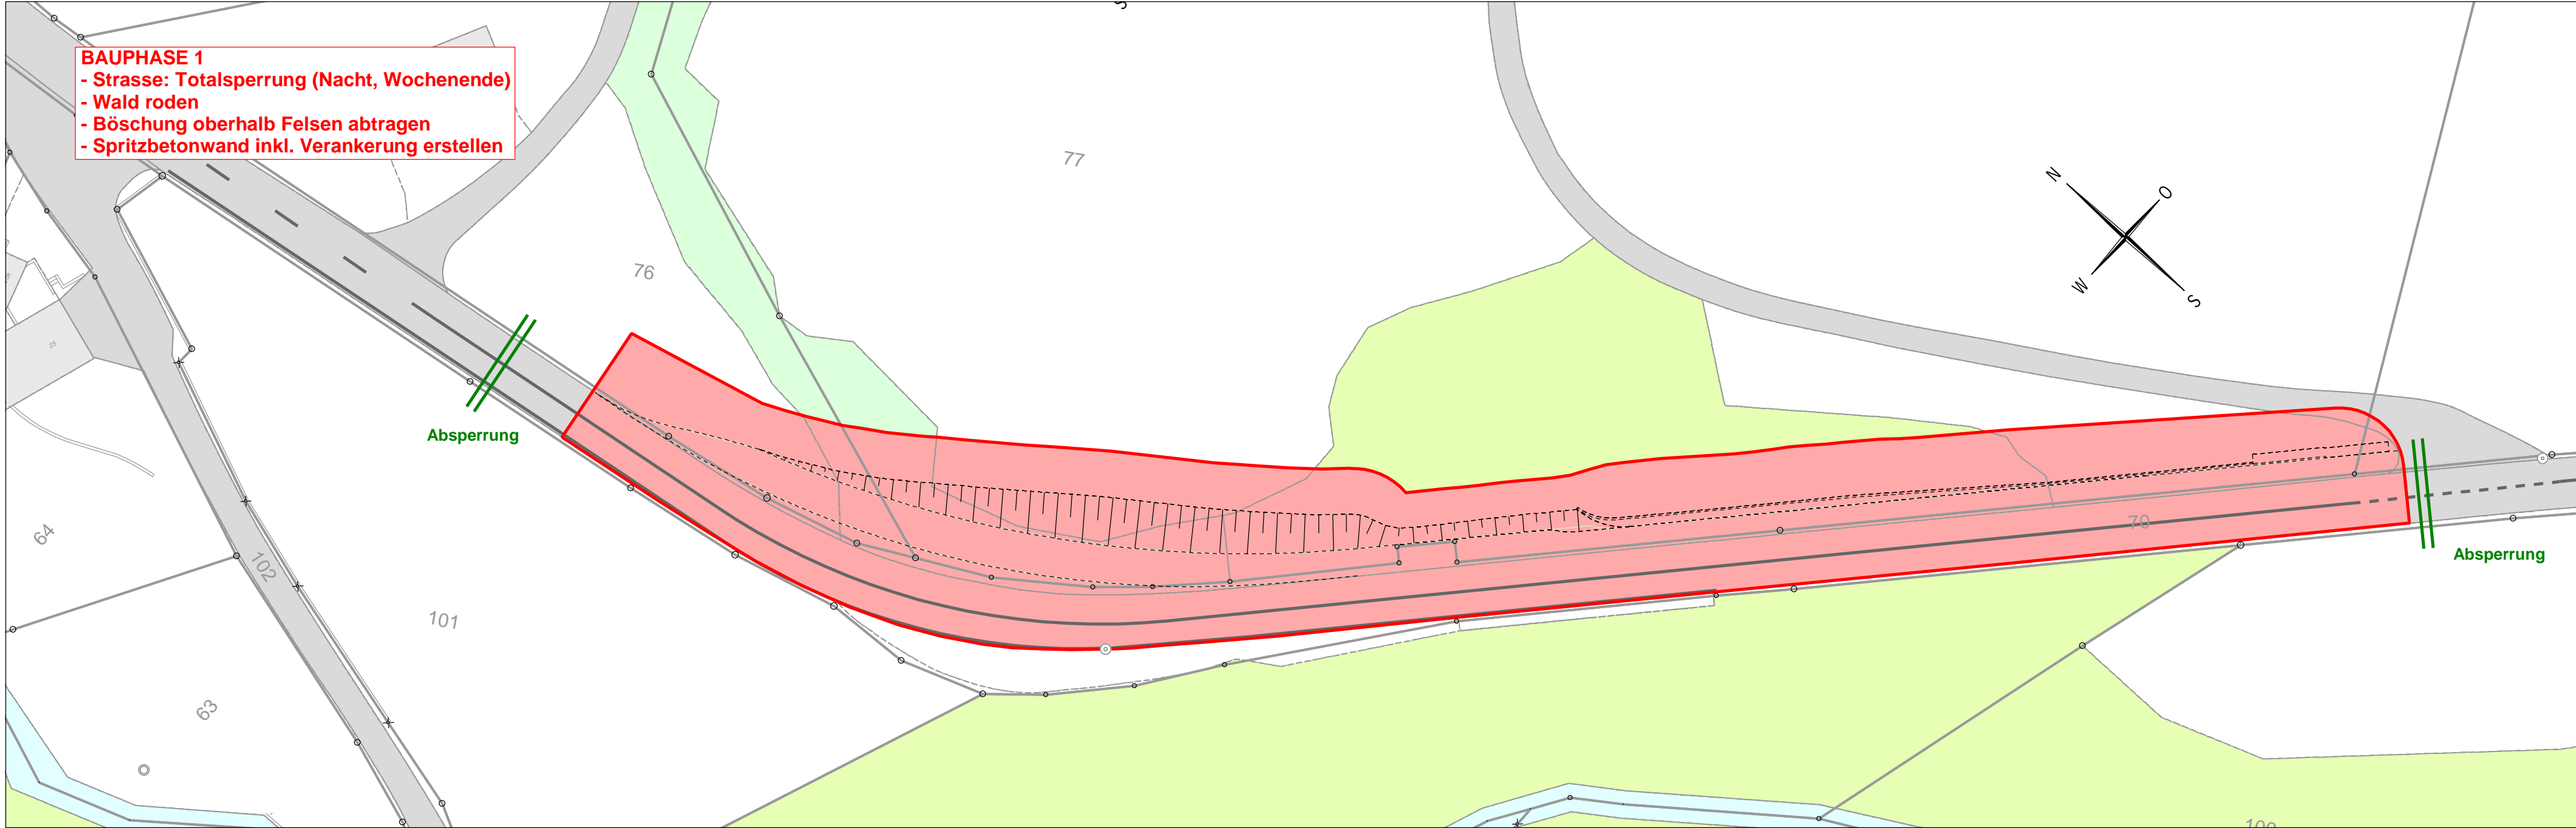 BAUPHASE 1
- Strasse: Totalsperrung (Nacht, Wochenende)
- Wald roden
- Böschung oberhalb Felsen abtragen
- Spritzbetonwand inkl. Verankerung erstellen
77
N
O
W
S
76
25
Absperrung
70
Absperrung
64
102
101
63